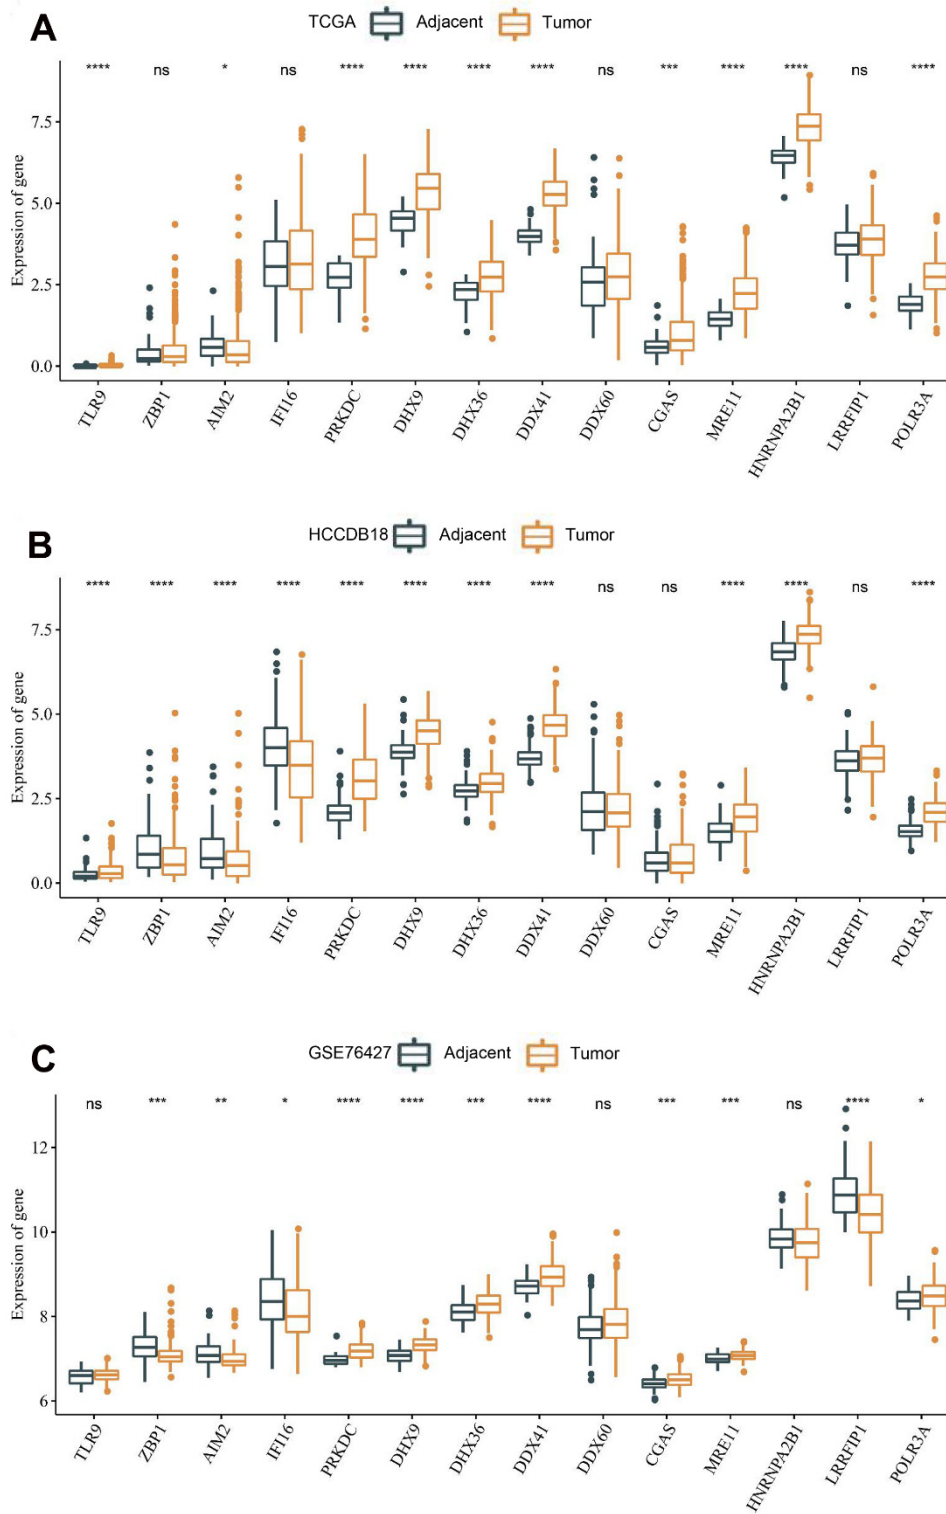 A
TCGA Adjacent Tumor
**** ns * ns **** **** **** **** ns *** **** **** ns ****
Expression of gene
7.5
5.0
2.5
0.0
TLR9 ZBP1 AIM2 IFI16 PRKDC DHX9 DHX36 DDX41 DDX60 CGAS MRE11 HNRNPA2B1 LRRFIP1 POLR3A
B
HCCDB18 Adjacent Tumor
**** **** **** **** **** **** **** **** ns ns **** **** ns ****
Expression of gene
7.5
5.0
2.5
0.0
TLR9 ZBP1 AIM2 IFI16 PRKDC DHX9 DHX36 DDX41 DDX60 CGAS MRE11 HNRNPA2B1 LRRFIP1 POLR3A
C
GSE76427 Adjacent Tumor
ns *** ** * **** **** *** **** ns *** *** ns **** *
Expression of gene
12
10
8
6
TLR9 ZBP1 AIM2 IFI16 PRKDC DHX9 DHX36 DDX41 DDX60 CGAS MRE11 HNRNPA2B1 LRRFIP1 POLR3A